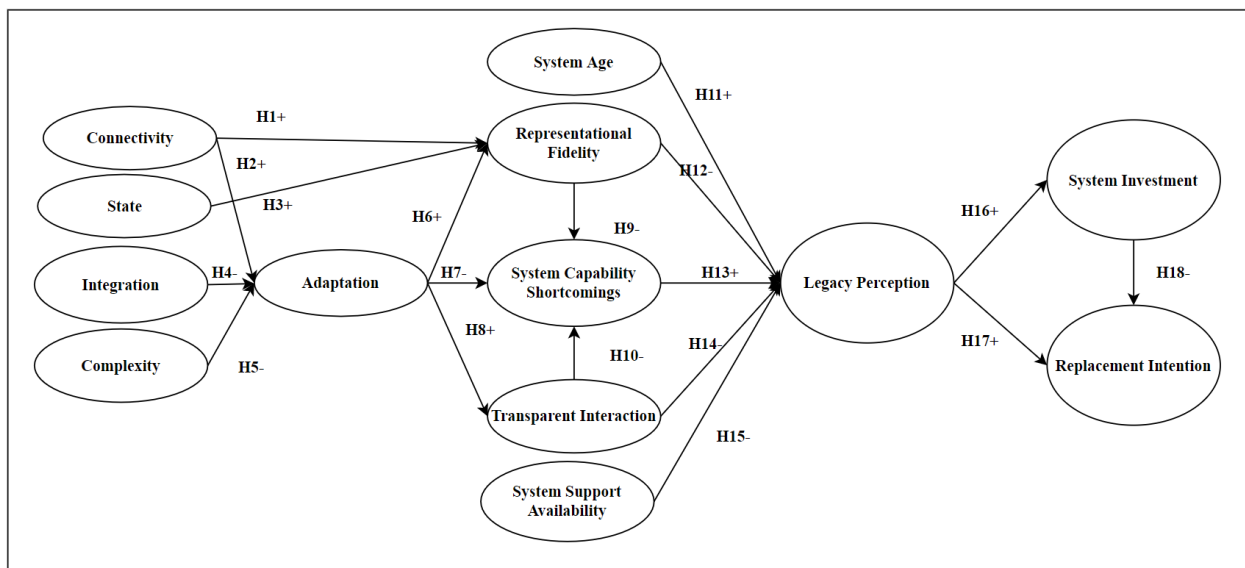 System Age
H11+
Connectivity
H1+
Representational
Fidelity
H2+
H12-
System Investment
State
H3+
H6+
H16+
H9-
Integration
H4-
Adaptation
H7-
System Capability
Shortcomings
H13+
Legacy Perception
H18-
H8+
H14-
H17+
Complexity
H5-
H10-
Replacement Intention
Transparent Interaction
H15-
System Support
Availability